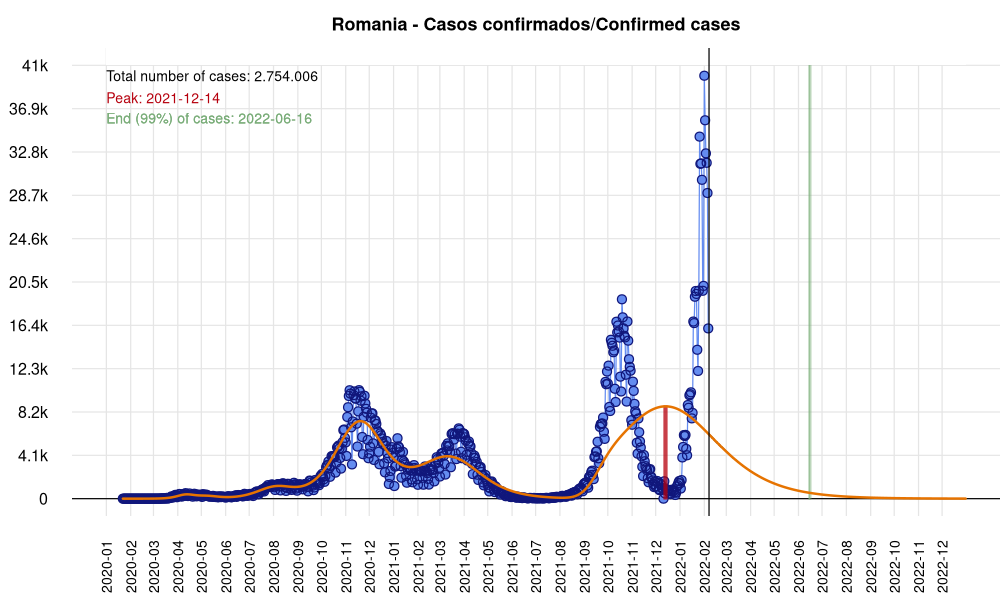 Romania - Casos confirmados/Confirmed cases
Total number of cases: 2.754.006
Peak: 2021-12-14
End (99%) of cases: 2022-06-16
41k
36.9k
32.8k
28.7k
24.6k
20.5k
16.4k
12.3k
8.2k
4.1k
0
2020-01
2020-02
2020-03
2020-04
2020-05
2020-06
2020-07
2020-08
2020-09
2020-10
2020-11
2020-12
2021-01
2021-02
2021-03
2021-04
2021-05
2021-06
2021-07
2021-08
2021-09
2021-10
2021-11
2021-12
2022-01
2022-02
2022-03
2022-04
2022-05
2022-06
2022-07
2022-08
2022-09
2022-10
2022-11
2022-12